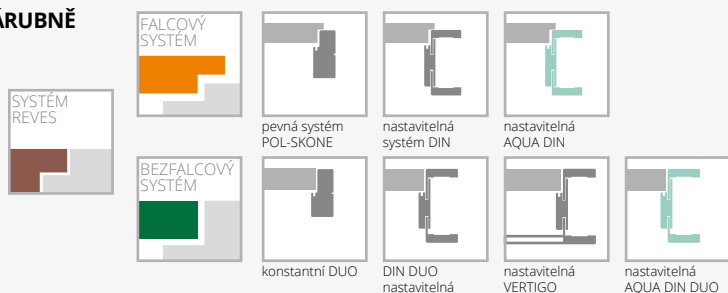 ÁRUBNĚ
SYSTÉM
REVES
FALCOVÝ
SYSTÉM
pevná systém
POL-SKONE
nastavitelná
systém DIN
nastavitelná
AQUA DIN
BEZFALCOVÝ
SYSTÉM
konstantní DUO
DIN DUO
nastavitelná
nastavitelná
VERTIGO
nastavitelná
AQUA DIN DUO